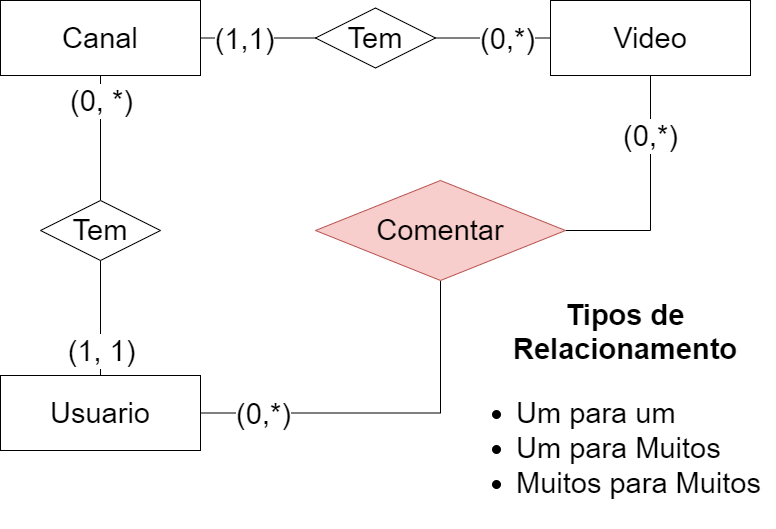 Canal
(1,1)
Tem
(0,*)
Video
(0, *)
(0,*)
Tem
Comentar
(1, 1)
Usuario
(0,*)
Tipos de
Relacionamento
• Um para um
• Um para Muitos
• Muitos para Muitos